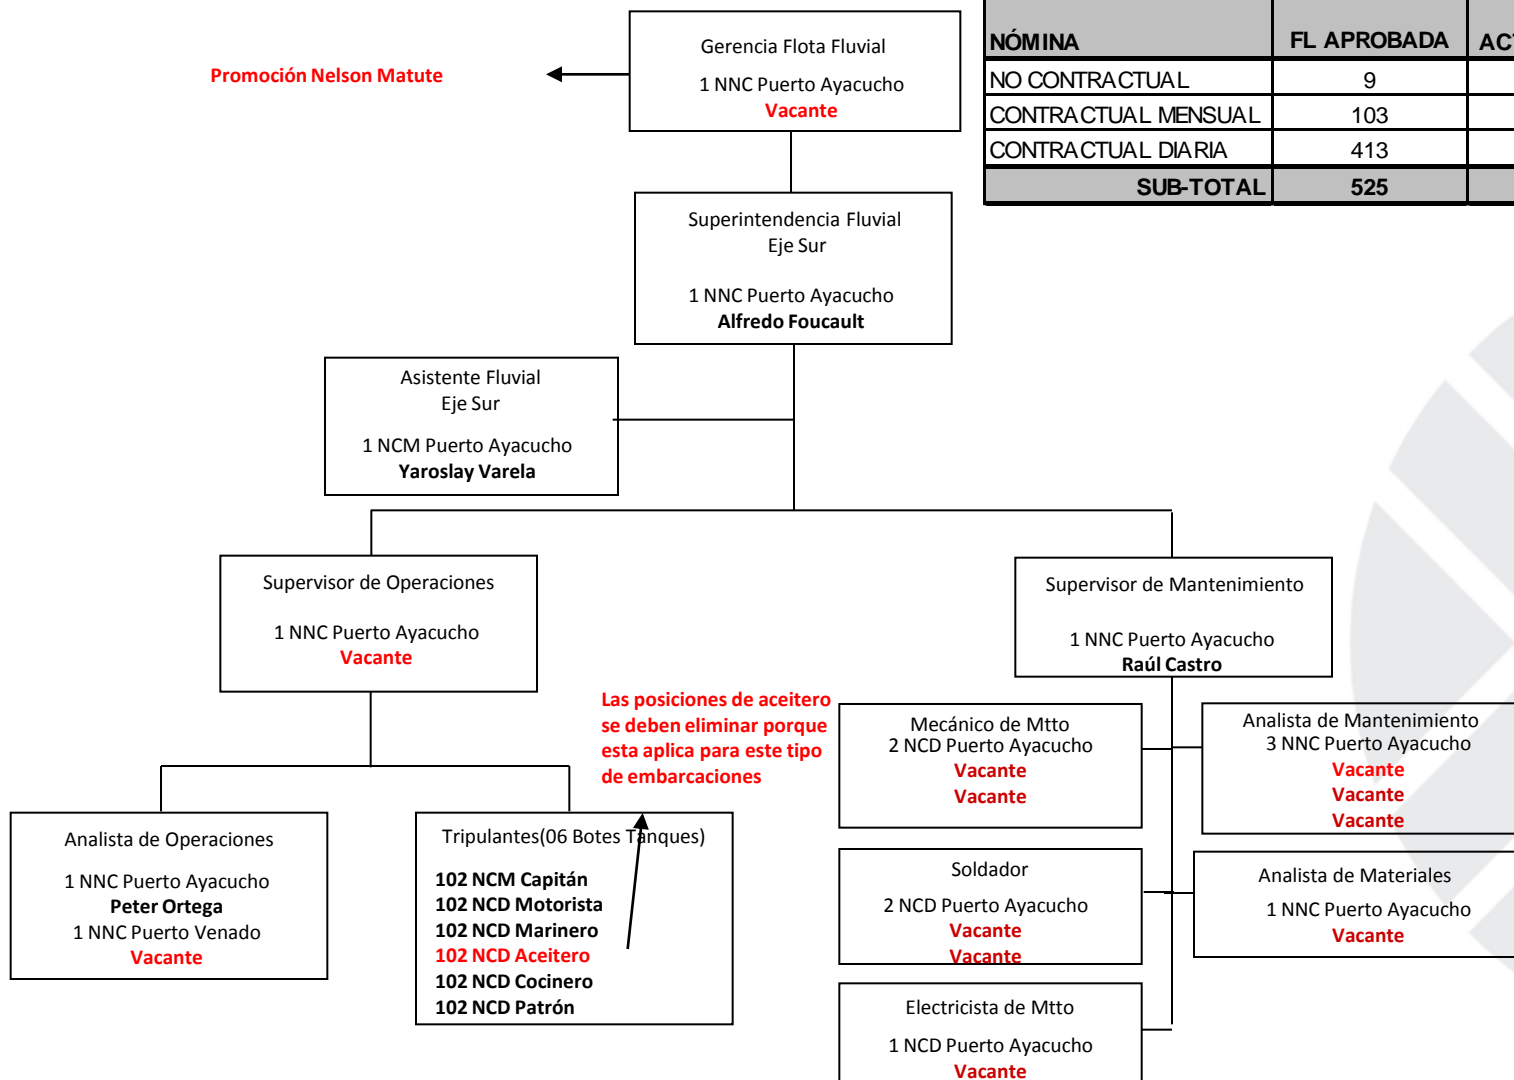 Gerencia Flota Fluvial
1 NNC Puerto Ayacucho
Vacante
Promoción Nelson Matute
NÓMINA FL APROBADA
NO CONTRACTUAL 9
CONTRACTUAL MENSUAL 103
CONTRACTUAL DIARIA 413
SUB-TOTAL 525
Superintendencia Fluvial
Eje Sur
1 NNC Puerto Ayacucho
Alfredo Foucault
Asistente Fluvial
Eje Sur
1 NCM Puerto Ayacucho
Yaroslay Varela
Supervisor de Operaciones
1 NNC Puerto Ayacucho
Vacante
Supervisor de Mantenimiento
1 NNC Puerto Ayacucho
Raúl Castro
Las posiciones de aceitero
se deben eliminar porque
esta aplica para este tipo
de embarcaciones
Mecánico de Mtto
2 NCD Puerto Ayacucho
Vacante
Vacante
Analista de Mantenimiento
3 NNC Puerto Ayacucho
Vacante
Vacante
Vacante
Analista de Operaciones
1 NNC Puerto Ayacucho
Peter Ortega
1 NNC Puerto Venado
Vacante
Tripulantes(06 Botes Tanques)
102 NCM Capitán
102 NCD Motorista
102 NCD Marinero
102 NCD Aceitero
102 NCD Cocinero
102 NCD Patrón
Soldador
2 NCD Puerto Ayacucho
Vacante
Vacante
Analista de Materiales
1 NNC Puerto Ayacucho
Vacante
Electricista de Mtto
1 NCD Puerto Ayacucho
Vacante